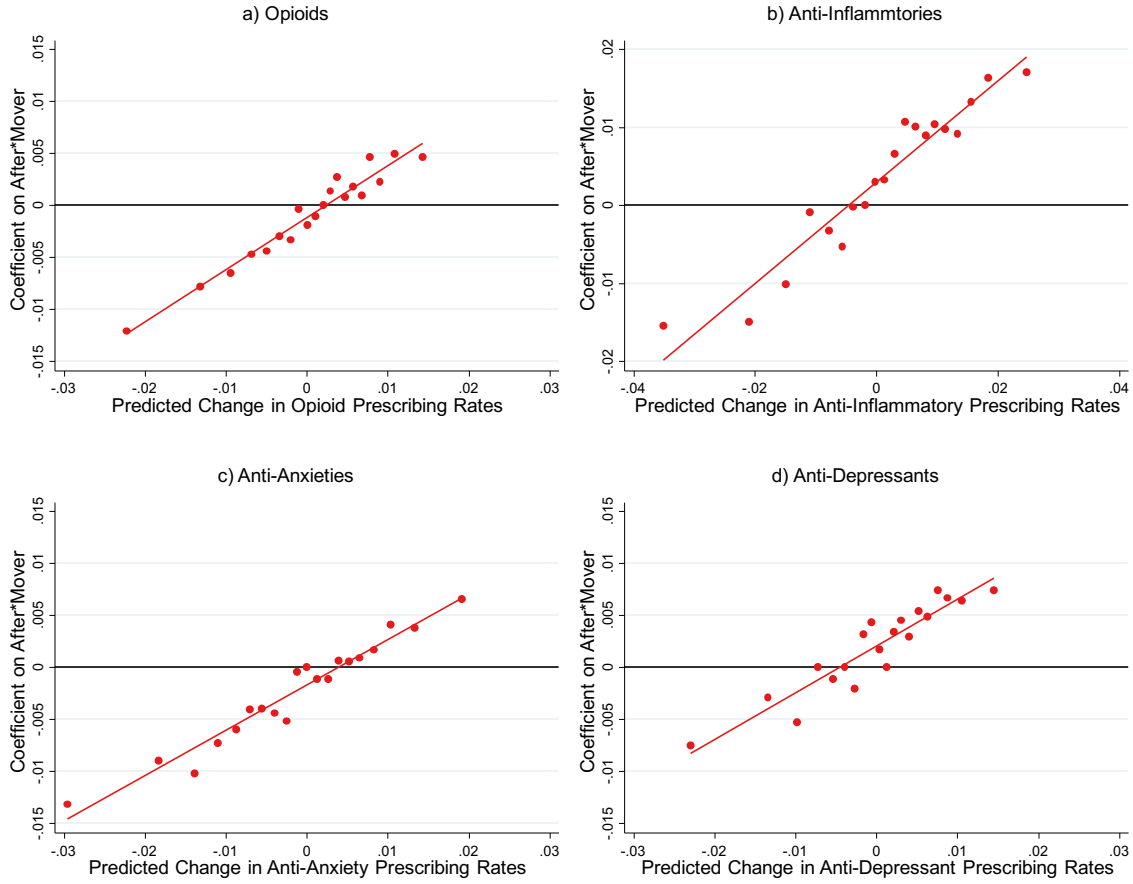 a) Opioids
Coefficient on After*Mover
.015
.01
.005
0
-.005
-.01
-.015
-.03 -.02 -.01 0 .01 .02 .03
Predicted Change in Opioid Prescribing Rates
b) Anti-Inflammtories
Coefficient on After*Mover
.02
.01
0
-.01
-.02
-.04 -.02 0 .02 .04
Predicted Change in Anti-Inflammatory Prescribing Rates
c) Anti-Anxieties
Coefficient on After*Mover
.015
.01
.005
0
-.005
-.01
-.015
-.03 -.02 -.01 0 .01 .02 .03
Predicted Change in Anti-Anxiety Prescribing Rates
d) Anti-Depressants
Coefficient on After*Mover
.015
.01
.005
0
-.005
-.01
-.015
-.03 -.02 -.01 0 .01 .02 .03
Predicted Change in Anti-Depressant Prescribing Rates